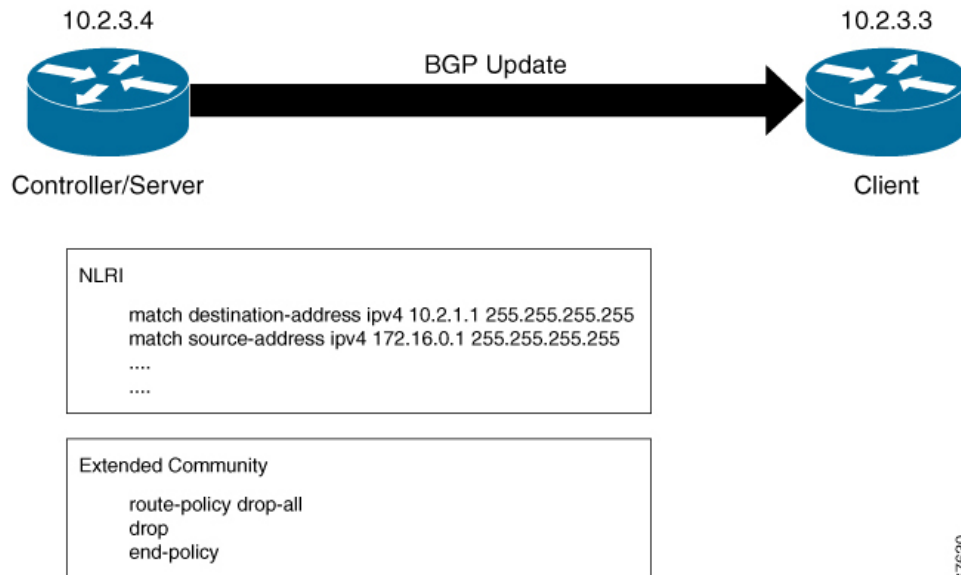 10.2.3.4
10.2.3.3
BGP Update
Controller/Server
Client
NLRI
match destination-address ipv4 10.2.1.1 255.255.255.255
match source-address ipv4 172.16.0.1 255.255.255.255
....
....
Extended Community
route-policy drop-all
drop
end-policy